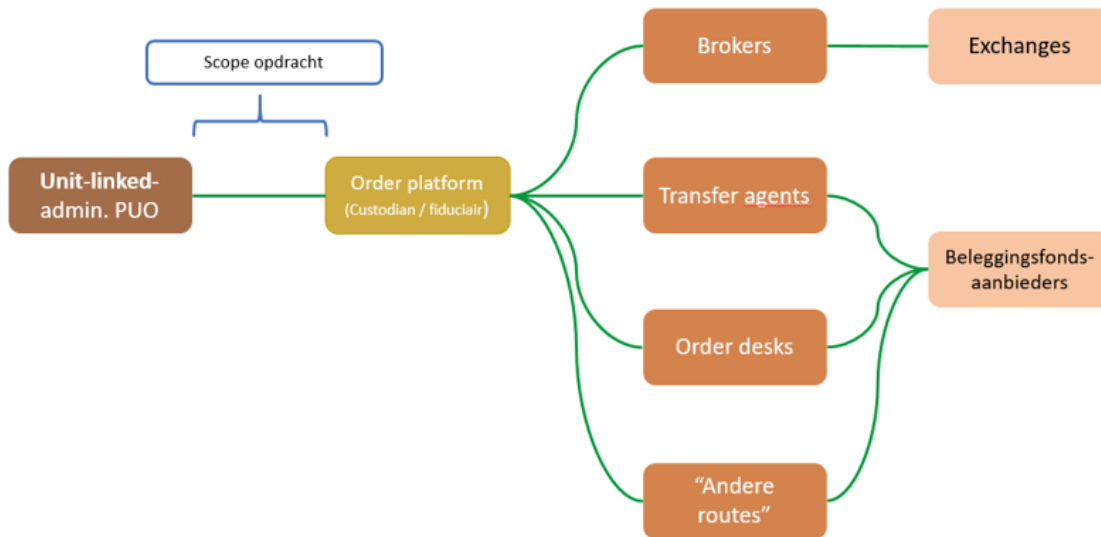 Scope opdracht
Unit-linked-
admin. PUO
Order platform
(Custodian / fiduciair)
Brokers
Exchanges
Transfer agents
Beleggingsfonds-
aanbieders
Order desks
“Andere
routes”